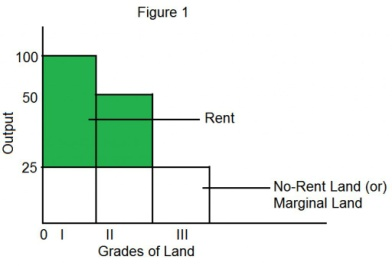 Figure 1
100
50
25
Output
Rent
No-Rent Land (or)
Marginal Land
0 I II III
Grades of Land